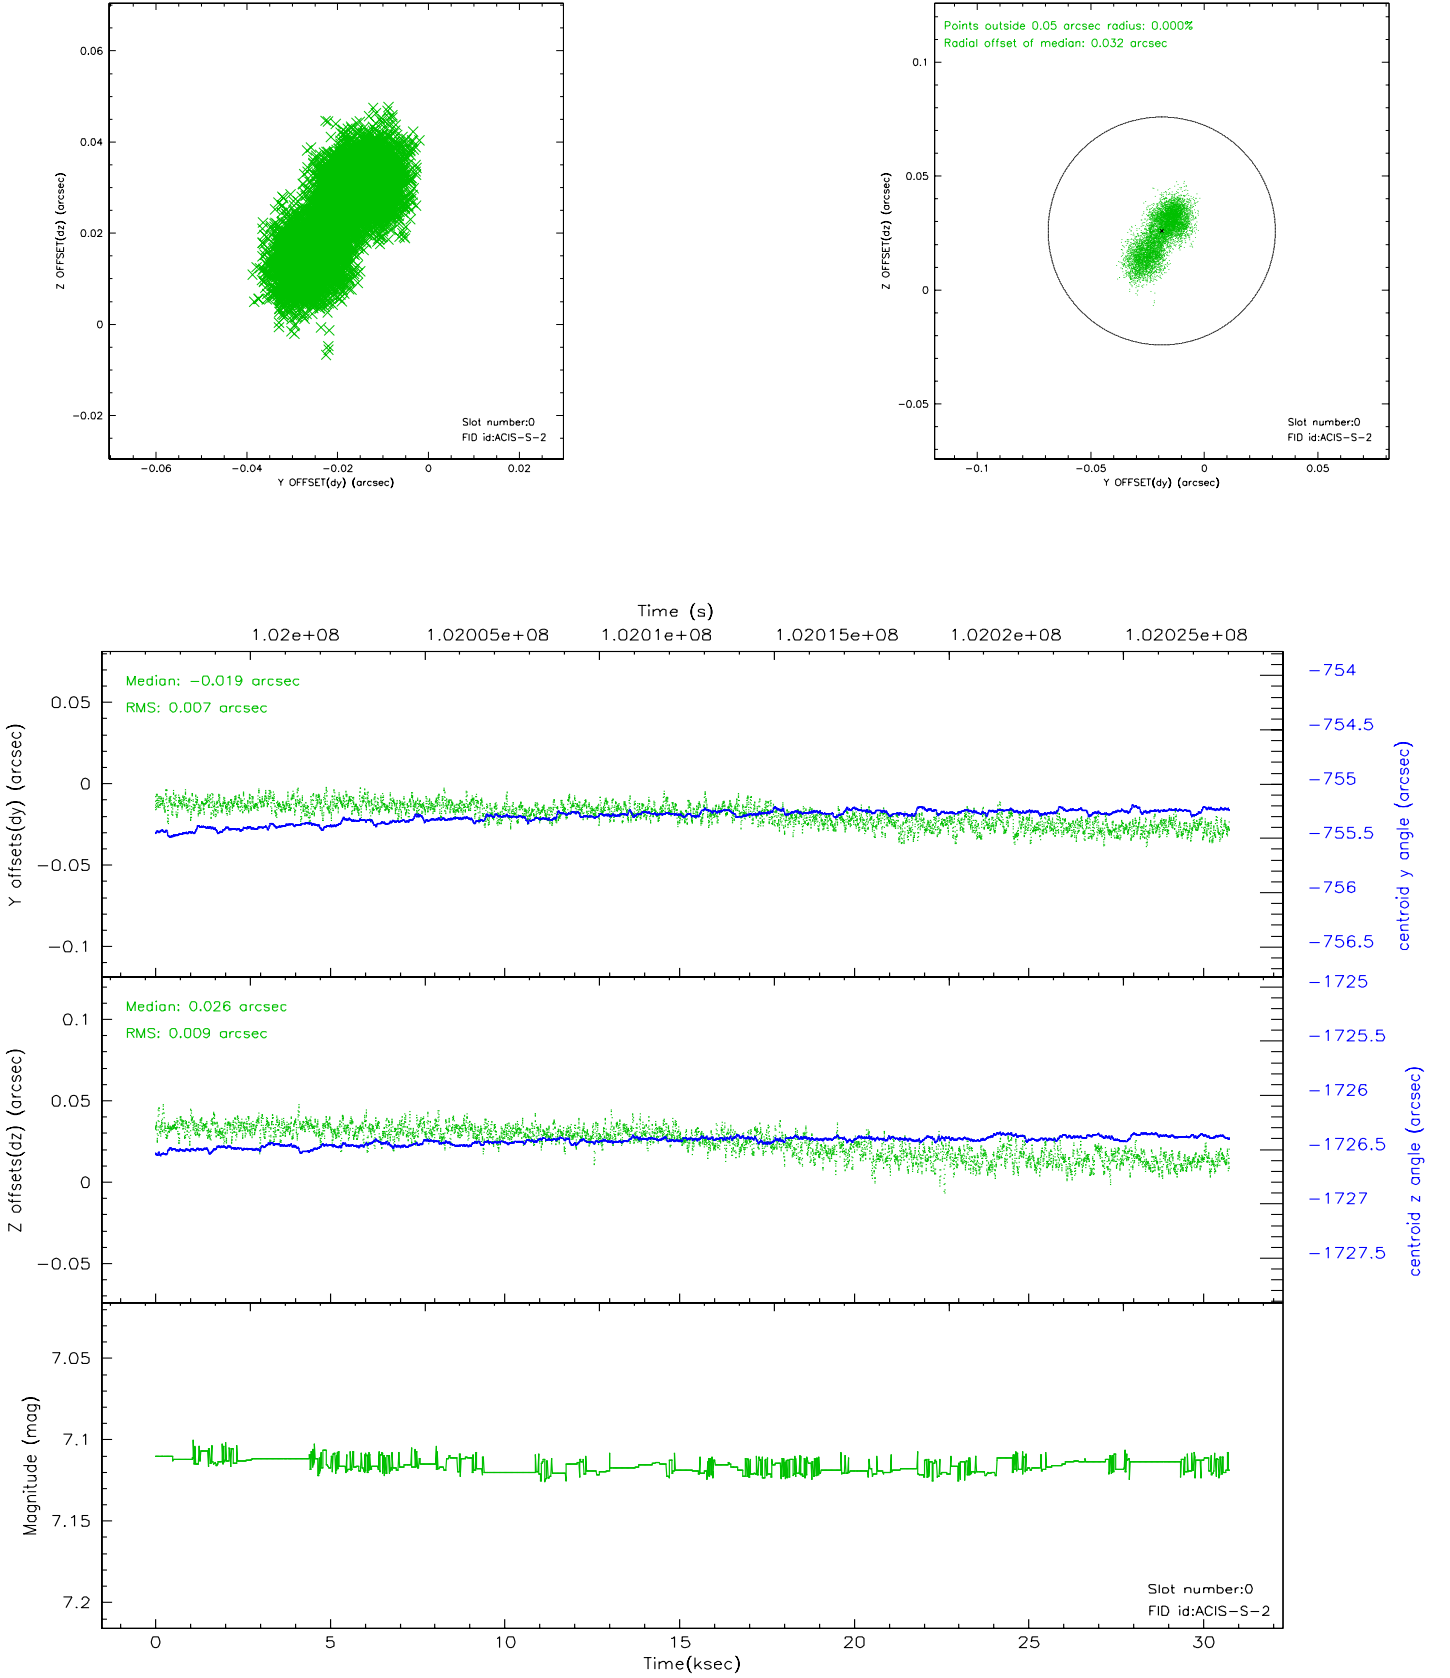 0.06
0.04
0.02
0
-0.02
Z OFFSET(dz) (arcsec)
Slot number:0
FID id:ACIS-S-2
-0.06 -0.04 -0.02 0 0.02
Y OFFSET(dy) (arcsec)
Points outside 0.05 arcsec radius: 0.000%
Radial offset of median: 0.032 arcsec
0.1
0.05
0
-0.05
Z OFFSET(dz) (arcsec)
Slot number:0
FID id:ACIS-S-2
-0.1 -0.05 0 0.05
Y OFFSET(dy) (arcsec)
Time (s)
1.02e+08 1.02005e+08 1.0201e+08 1.02015e+08 1.0202e+08 1.02025e+08
Median: -0.019 arcsec
RMS: 0.007 arcsec
0.05
0
-0.05
-0.1
Y offsets(dy) (arcsec)
-754
-754.5
-755
-755.5
-756
-756.5
centroid y angle (arcsec)
Median: 0.026 arcsec
RMS: 0.009 arcsec
0.1
0.05
0
-0.05
Z offsets(dz) (arcsec)
-1725
-1725.5
-1726
-1726.5
-1727
-1727.5
centroid z angle (arcsec)
7.05
7.1
7.15
7.2
Magnitude (mag)
Slot number:0
FID id:ACIS-S-2
0 5 10 15 20 25 30
Time(ksec)